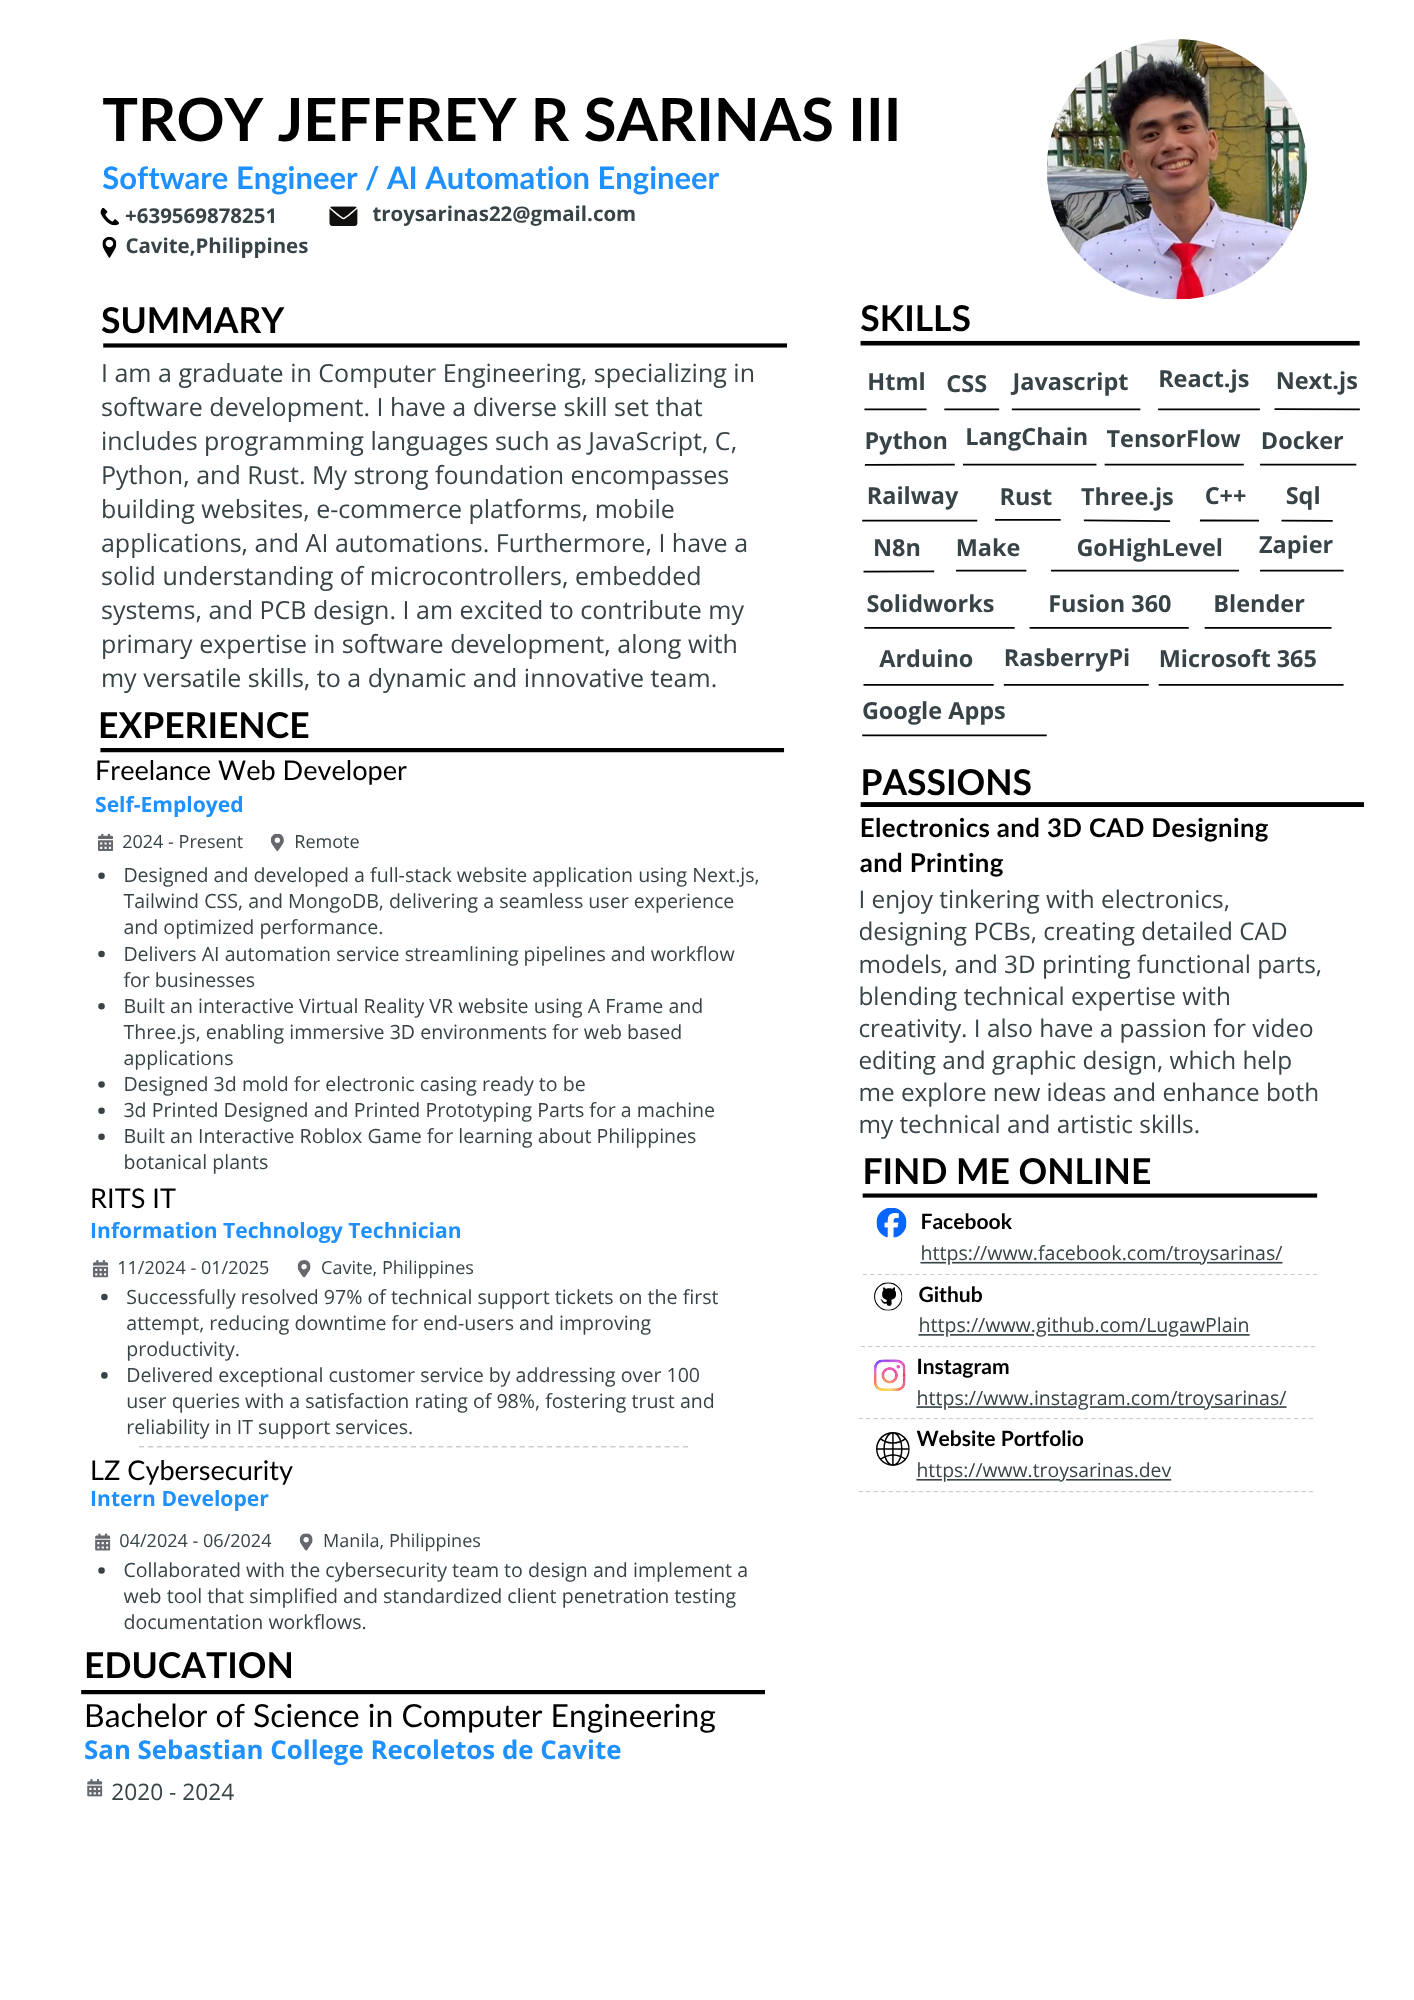 TROY JEFFREY R SARINAS III
Software Engineer / AI Automation Engineer
+639569878251 troysarinas22@gmail.com
Cavite,Philippines
SUMMARY
I am a graduate in Computer Engineering, specializing in
software development. I have a diverse skill set that
includes programming languages such as JavaScript, C,
Python, and Rust. My strong foundation encompasses
building websites, e-commerce platforms, mobile
applications, and AI automations. Furthermore, I have a
solid understanding of microcontrollers, embedded
systems, and PCB design. I am excited to contribute my
primary expertise in software development, along with
my versatile skills, to a dynamic and innovative team.
EXPERIENCE
Freelance Web Developer
Self-Employed
2024 - Present Remote
• Designed and developed a full-stack website application using Next.js,
Tailwind CSS, and MongoDB, delivering a seamless user experience
and optimized performance.
• Delivers AI automation service streamlining pipelines and workflow
for businesses
• Built an interactive Virtual Reality VR website using A Frame and
Three.js, enabling immersive 3D environments for web based
applications
• Designed 3d mold for electronic casing ready to be
• 3d Printed Designed and Printed Prototyping Parts for a machine
• Built an Interactive Roblox Game for learning about Philippines
botanical plants
RITS IT
Information Technology Technician
11/2024 - 01/2025 Cavite, Philippines
• Successfully resolved 97% of technical support tickets on the first
attempt, reducing downtime for end-users and improving
productivity.
• Delivered exceptional customer service by addressing over 100
user queries with a satisfaction rating of 98%, fostering trust and
reliability in IT support services.
LZ Cybersecurity
Intern Developer
04/2024 - 06/2024 Manila, Philippines
• Collaborated with the cybersecurity team to design and implement a
web tool that simplified and standardized client penetration testing
documentation workflows.
EDUCATION
Bachelor of Science in Computer Engineering
San Sebastian College Recoletos de Cavite
2020 - 2024
SKILLS
Html CSS Javascript React.js Next.js
Python LangChain TensorFlow Docker
Railway Rust Three.js C++ Sql
N8n Make GoHighLevel Zapier
Solidworks Fusion 360 Blender
Arduino RasberryPi Microsoft 365
Google Apps
PASSIONS
Electronics and 3D CAD Designing
and Printing
I enjoy tinkering with electronics,
designing PCBs, creating detailed CAD
models, and 3D printing functional parts,
blending technical expertise with
creativity. I also have a passion for video
editing and graphic design, which help
me explore new ideas and enhance both
my technical and artistic skills.
FIND ME ONLINE
Facebook
https://www.facebook.com/troysarinas/
Github
https://www.github.com/LugawPlain
Instagram
https://www.instagram.com/troysarinas/
Website Portfolio
https://www.troysarinas.dev